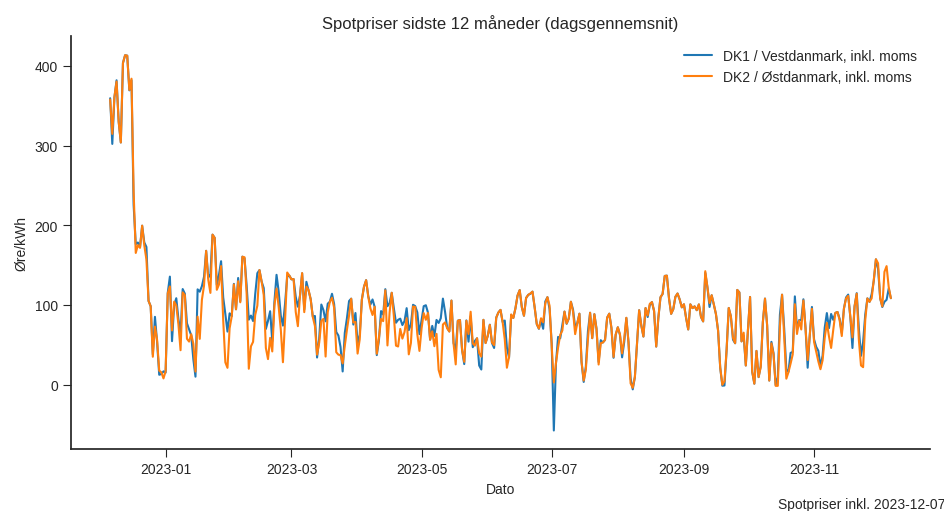 Spotpriser sidste 12 måneder (dagsgennemsnit)
DK1 / Vestdanmark, inkl. moms
DK2 / Østdanmark, inkl. moms
400
300
200
100
0
Øre/kWh
2023-01
2023-03
2023-05
2023-07
2023-09
2023-11
Dato
Spotpriser inkl. 2023-12-07